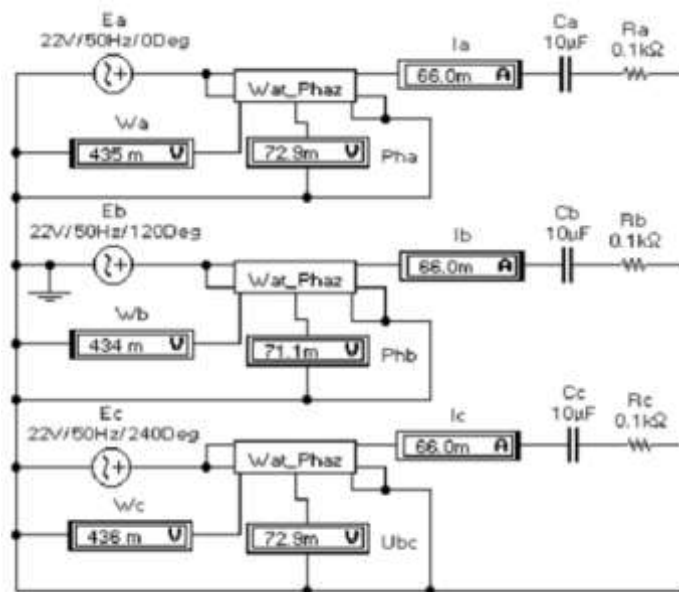 Ea
22V/50Hz/0Deg
Wat_Phaz
Ia
66.0m A
Ca
10µF
Ra
0.1kΩ
Wa
435 m V
72.9m V
Pha
Eb
22V/50Hz/120Deg
Wat_Phaz
Ib
66.0m A
Cb
10µF
Rb
0.1kΩ
Wb
434 m V
71.1m V
Phb
Ec
22V/50Hz/240Deg
Wat_Phaz
Ic
66.0m A
Cc
10µF
Rc
0.1kΩ
Wc
436 m V
72.9m V
Ubc